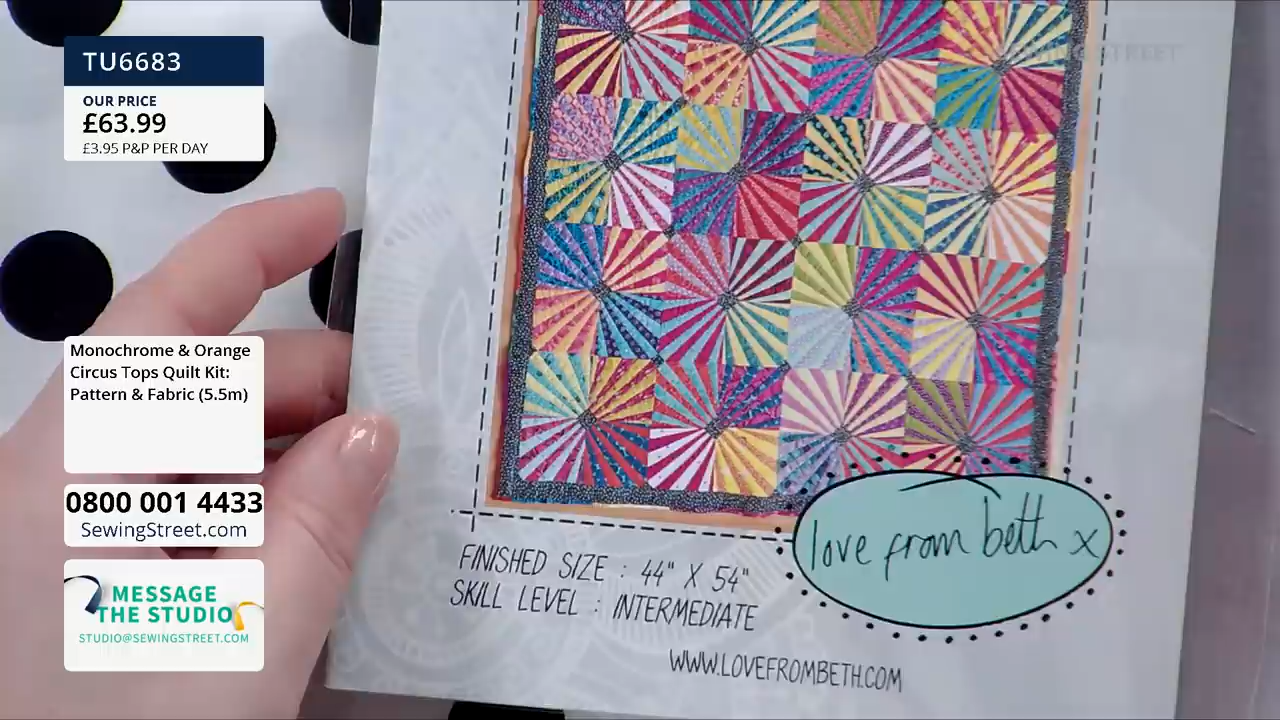 TU6683
OUR PRICE
£63.99
£3.95 P&P PER DAY
SEWING STREET
Monochrome & Orange
Circus Tops Quilt Kit:
Pattern & Fabric (5.5m)
0800 001 4433
SewingStreet.com
MESSAGE
THE STUDIO
STUDIO@SEWINGSTREET.COM
love from beth x
FINISHED SIZE : 44" X 54"
SKILL LEVEL : INTERMEDIATE
WWW.LOVEFROMBETH.COM